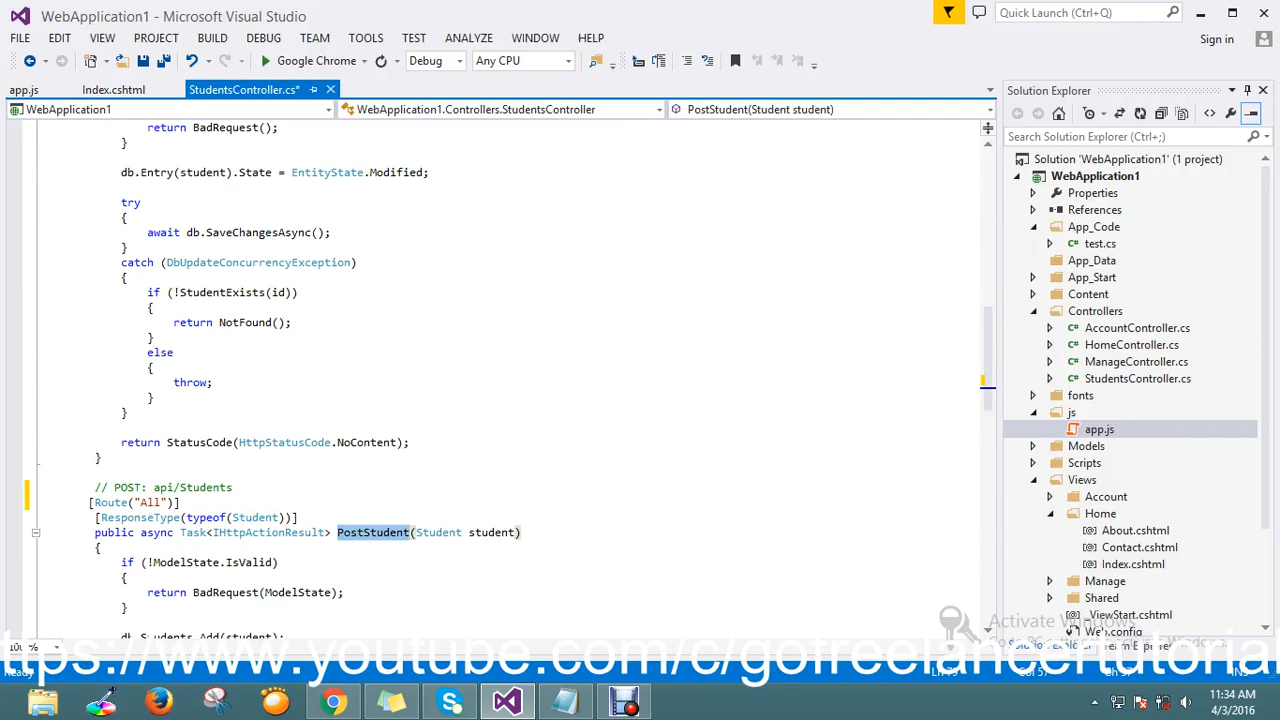 WebApplication1 - Microsoft Visual Studio
Quick Launch (Ctrl+Q)
FILE EDIT VIEW PROJECT BUILD DEBUG TEAM TOOLS TEST ANALYZE WINDOW HELP
Sign in
Google Chrome Debug Any CPU
app.js Index.cshtml StudentsController.cs*
WebApplication1 WebApplication1.Controllers.StudentsController PostStudent(Student student)
return BadRequest();
}
db.Entry(student).State = EntityState.Modified;
try
{
await db.SaveChangesAsync();
}
catch (DbUpdateConcurrencyException)
{
if (!StudentExists(id))
{
return NotFound();
}
else
{
throw;
}
}
return StatusCode(HttpStatusCode.NoContent);
}
// POST: api/Students
[Route("All")]
[ResponseType(typeof(Student))]
public async Task<IHttpActionResult> PostStudent(Student student)
{
if (!ModelState.IsValid)
{
return BadRequest(ModelState);
}
db.Students.Add(student);
Solution Explorer
Search Solution Explorer (Ctrl+;)
Solution 'WebApplication1' (1 project)
WebApplication1
Properties
References
App_Code
test.cs
App_Data
App_Start
Content
Controllers
AccountController.cs
HomeController.cs
ManageController.cs
StudentsController.cs
fonts
js
app.js
Models
Scripts
Views
Account
Home
About.cshtml
Contact.cshtml
Index.cshtml
Manage
Shared
_ViewStart.cshtml
Web.config
Activate Windows
100 %
ttps://www.youtube.com/c/gofreelancertutorial
11:34 AM
4/3/2016